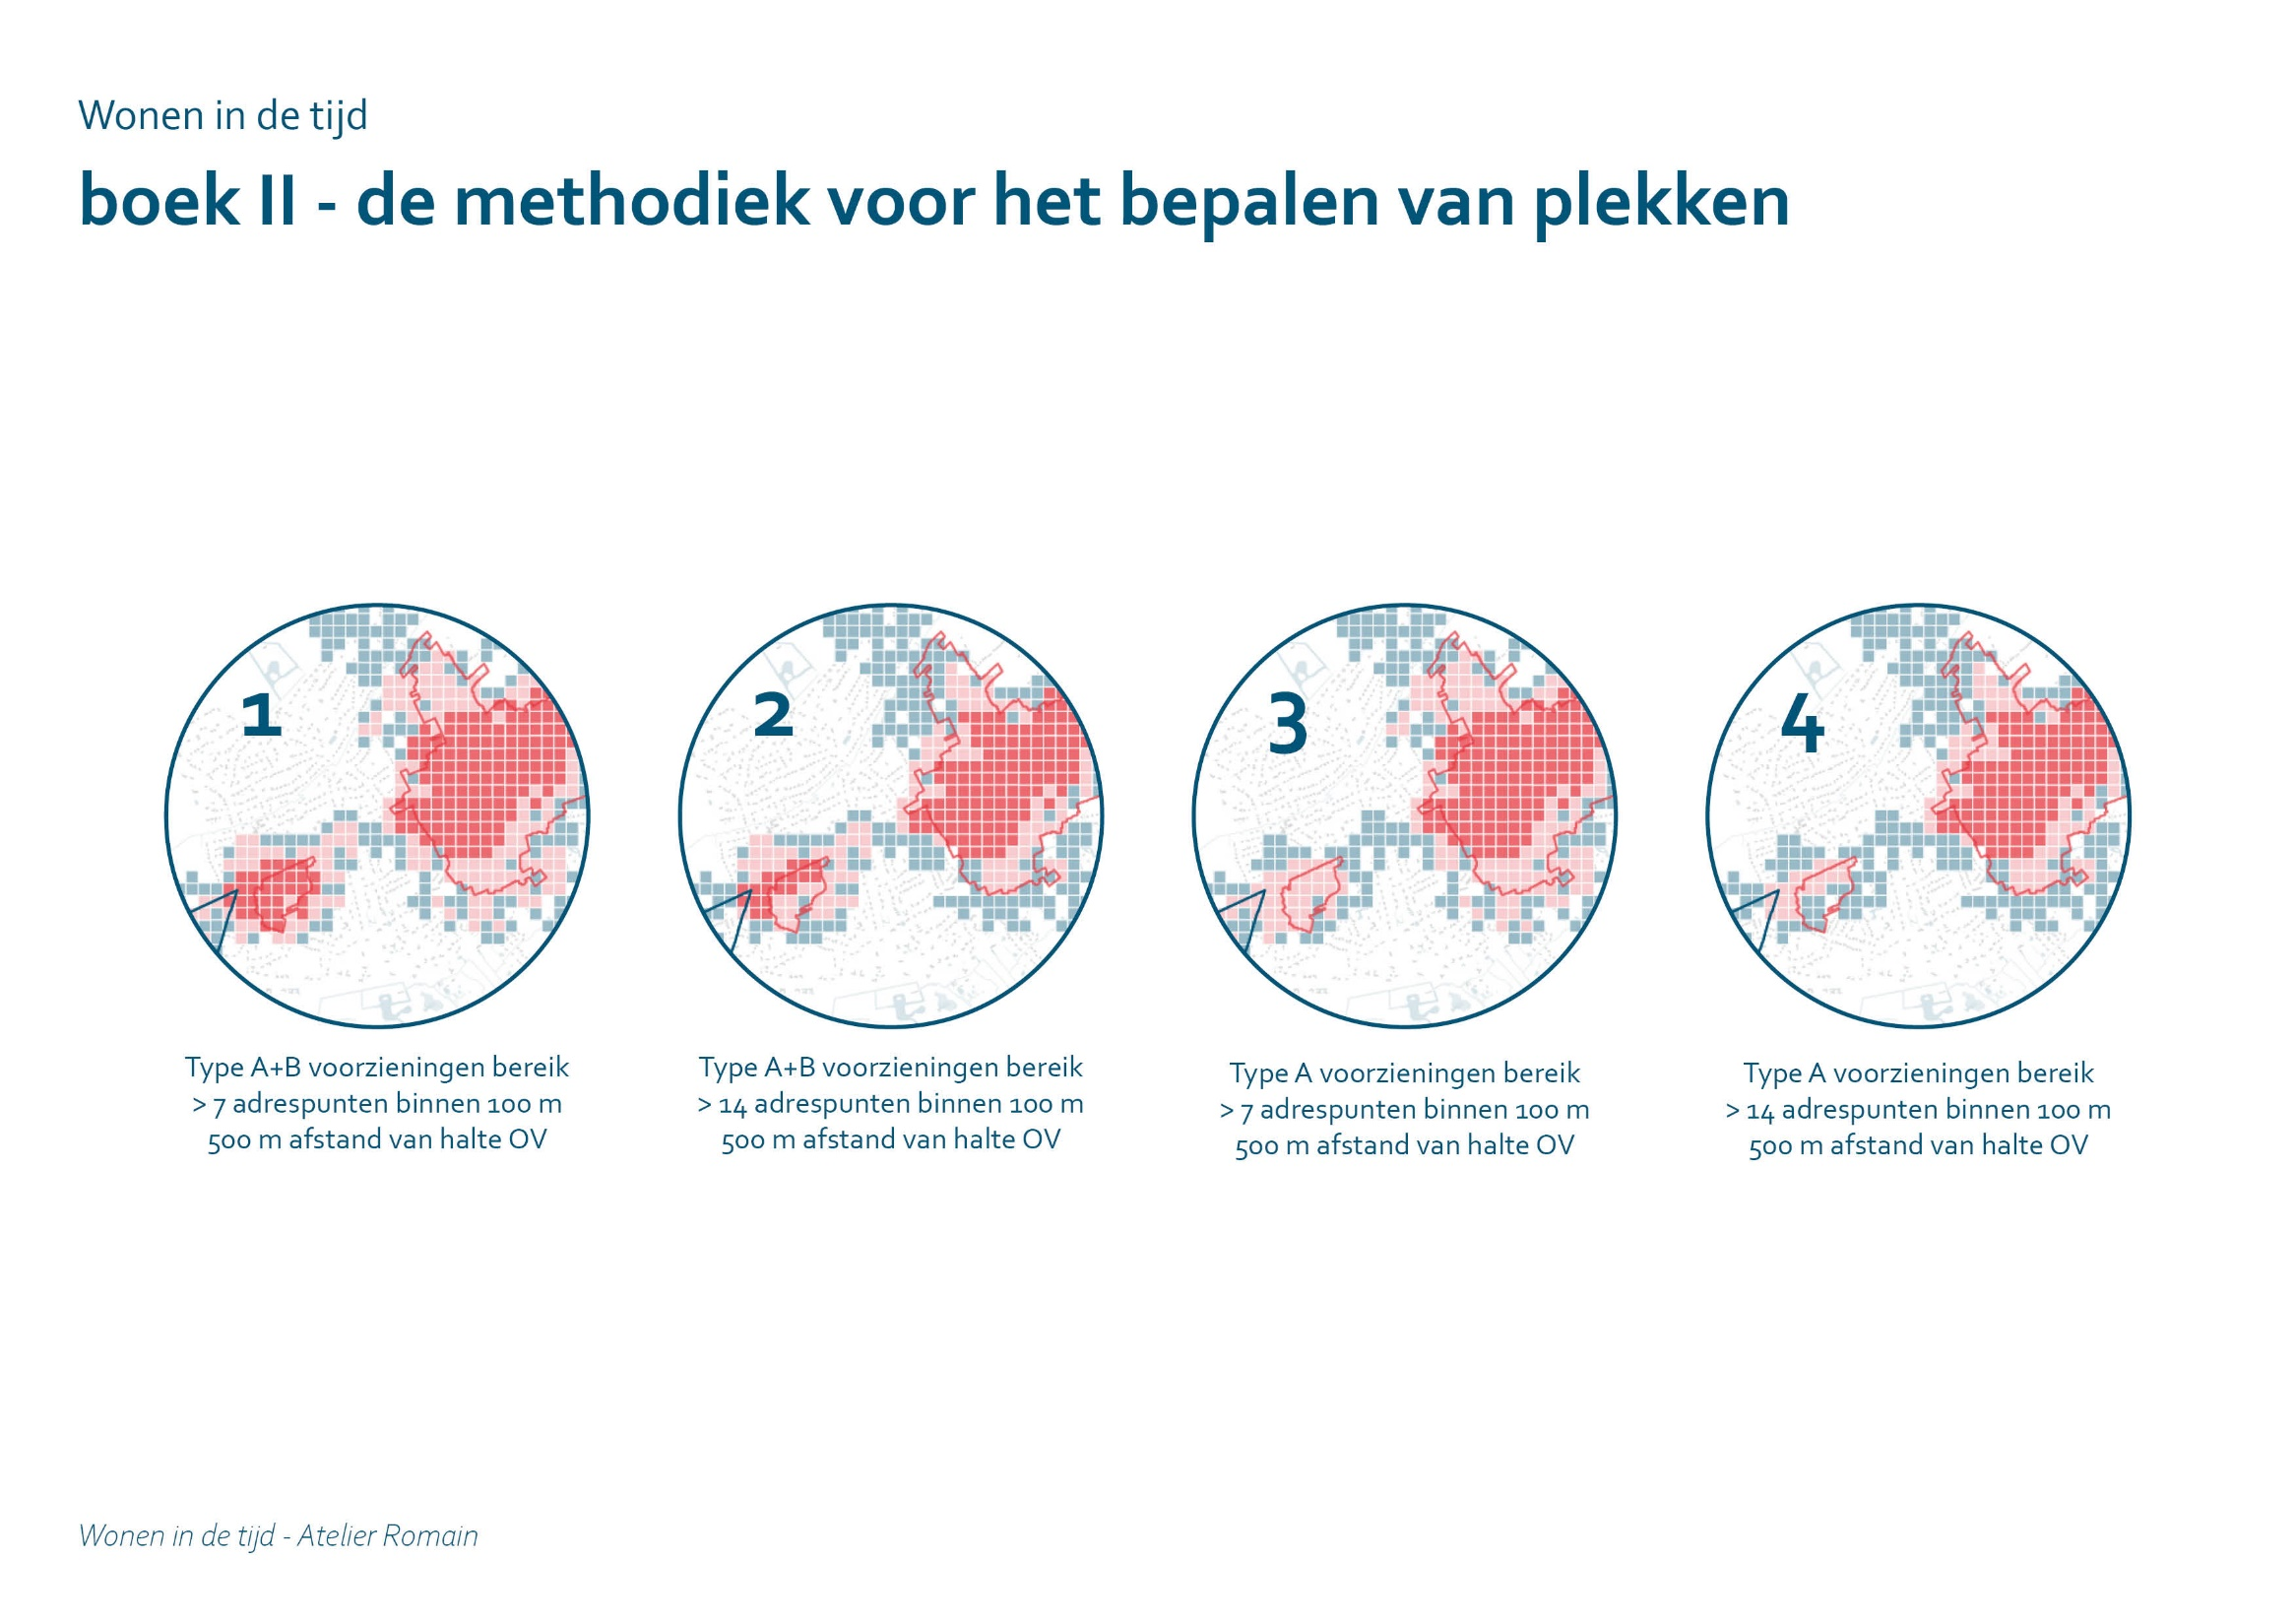 Wonen in de tijd
boek II - de methodiek voor het bepalen van plekken
1
2
3
4
Type A+B voorzieningen bereik
> 7 adrespunten binnen 100 m
500 m afstand van halte OV
Type A+B voorzieningen bereik
> 14 adrespunten binnen 100 m
500 m afstand van halte OV
Type A voorzieningen bereik
> 7 adrespunten binnen 100 m
500 m afstand van halte OV
Type A voorzieningen bereik
> 14 adrespunten binnen 100 m
500 m afstand van halte OV
Wonen in de tijd - Atelier Romain